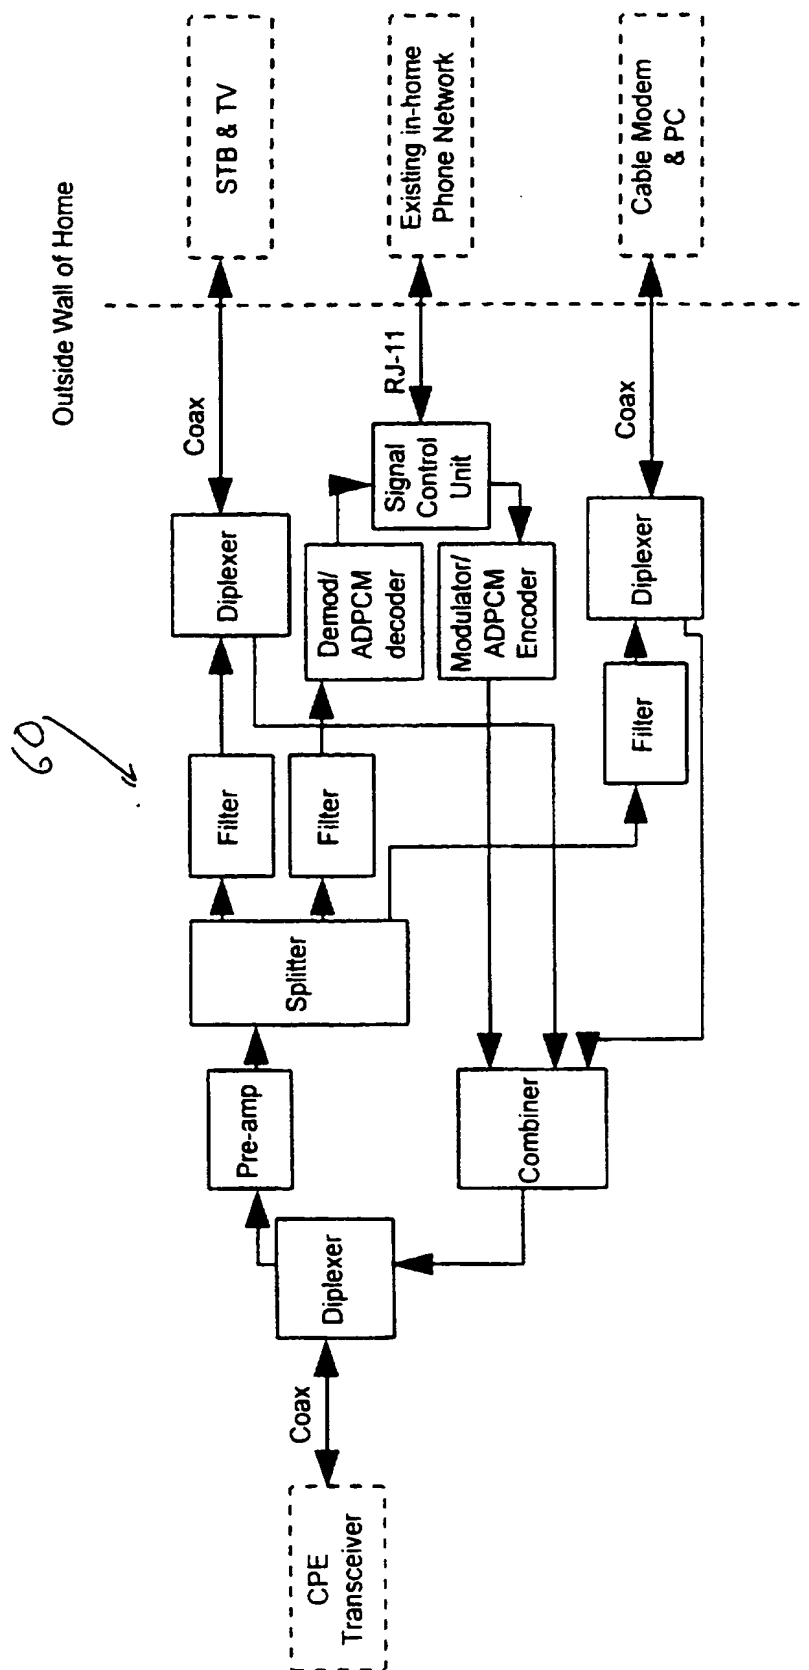 60
Outside Wall of Home
CPE
Transceiver
Coax
Diplexer
Pre-amp
Splitter
Combiner
Filter
Filter
Filter
Diplexer
Demod/
ADPCM
decoder
Modulator/
ADPCM
Encoder
Signal
Control
Unit
Diplexer
Coax
RJ-11
Coax
STB & TV
Existing in-home
Phone Network
Cable Modem
& PC